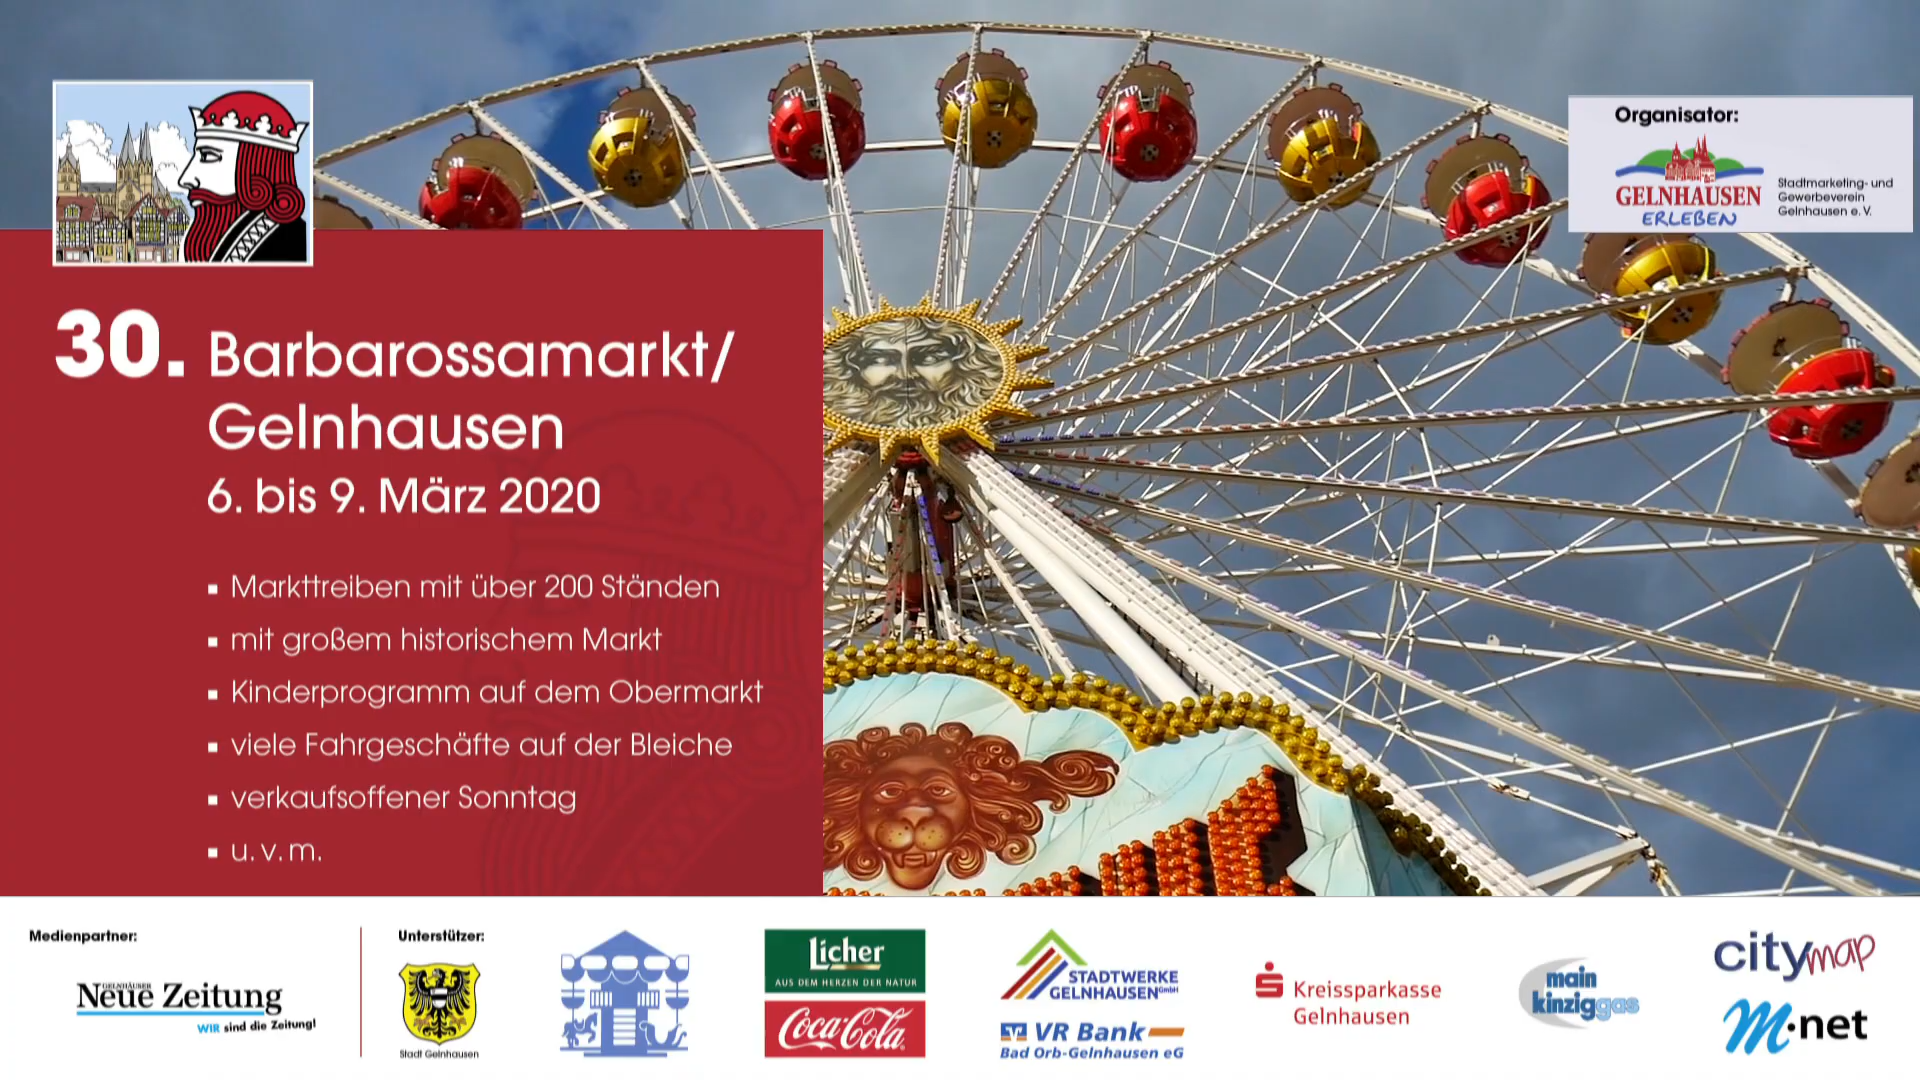 Organisator:
GELNHAUSEN
ERLEBEN
Stadtmarketing- und
Gewerbeverein
Gelnhausen e. V.
30. Barbarossamarkt/
Gelnhausen
6. bis 9. März 2020
▪ Markttreiben mit über 200 Ständen
▪ mit großem historischem Markt
▪ Kinderprogramm auf dem Obermarkt
▪ viele Fahrgeschäfte auf der Bleiche
▪ verkaufsoffener Sonntag
▪ u. v. m.
Medienpartner:
GELNHÄUSER
Neue Zeitung
WIR sind die Zeitung!
Unterstützer:
Stadt Gelnhausen
Licher
AUS DEM HERZEN DER NATUR
Coca-Cola
STADTWERKE
GELNHAUSEN GmbH
VR Bank
Bad Orb-Gelnhausen eG
Kreissparkasse
Gelnhausen
main
kinziggas
citymap
M-net